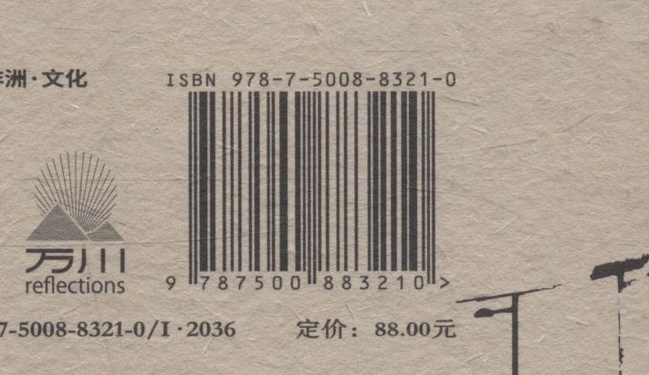 洲·文化
ISBN 978-7-5008-8321-0
9 787500 883210 >
万川
reflections
7-5008-8321-0/I·2036
定价：88.00元